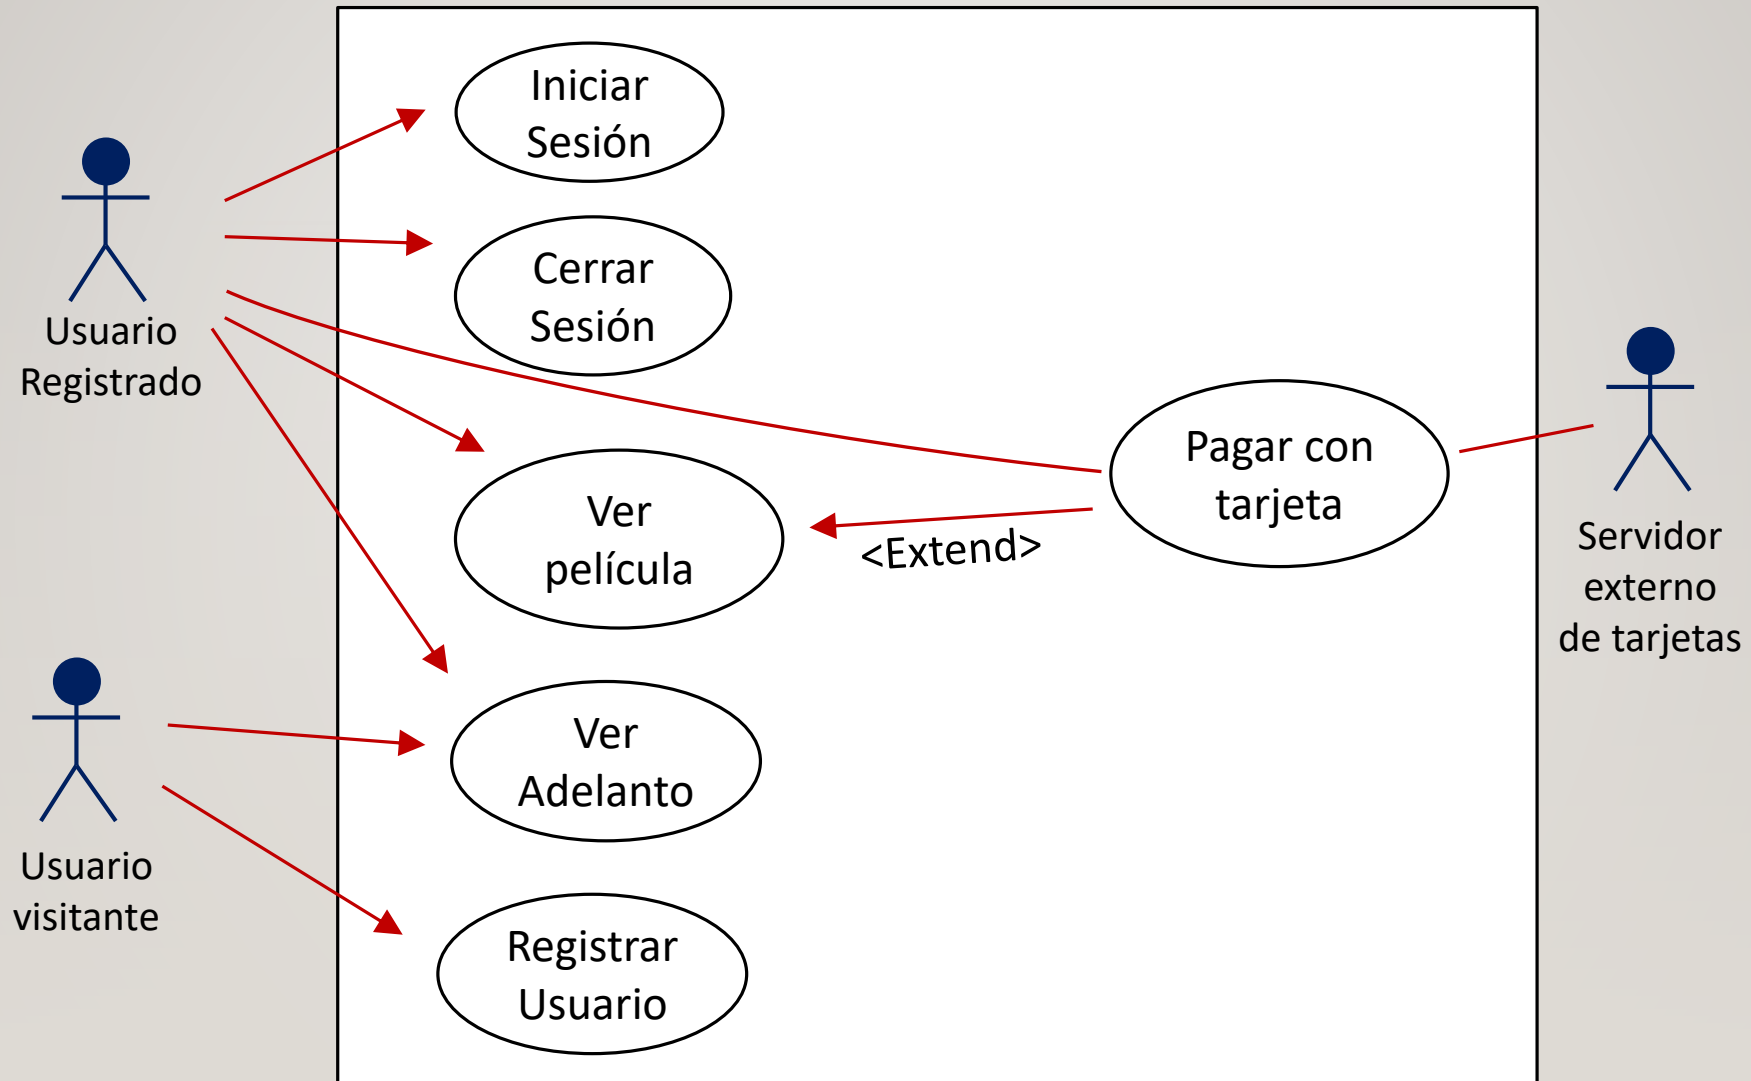 Iniciar
Sesión
Cerrar
Sesión
Usuario
Registrado
Pagar con
tarjeta
Ver
película
<Extend>
Servidor
externo
de tarjetas
Ver
Adelanto
Usuario
visitante
Registrar
Usuario